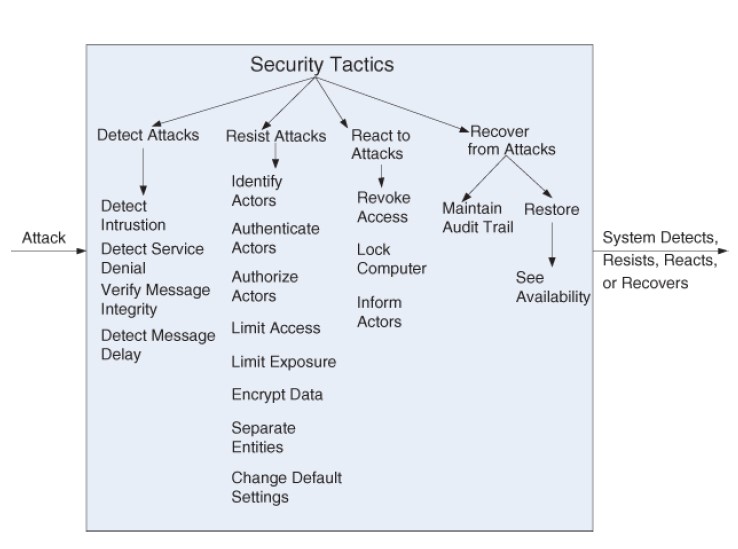 Security Tactics
Detect Attacks
Resist Attacks
React to
Attacks
Recover
from Attacks
Detect
Intrustion
Detect Service
Denial
Verify Message
Integrity
Detect Message
Delay
Identify
Actors
Authenticate
Actors
Authorize
Actors
Limit Access
Limit Exposure
Encrypt Data
Separate
Entities
Change Default
Settings
Revoke
Access
Lock
Computer
Inform
Actors
Maintain
Audit Trail
Restore
See
Availability
Attack
System Detects,
Resists, Reacts,
or Recovers